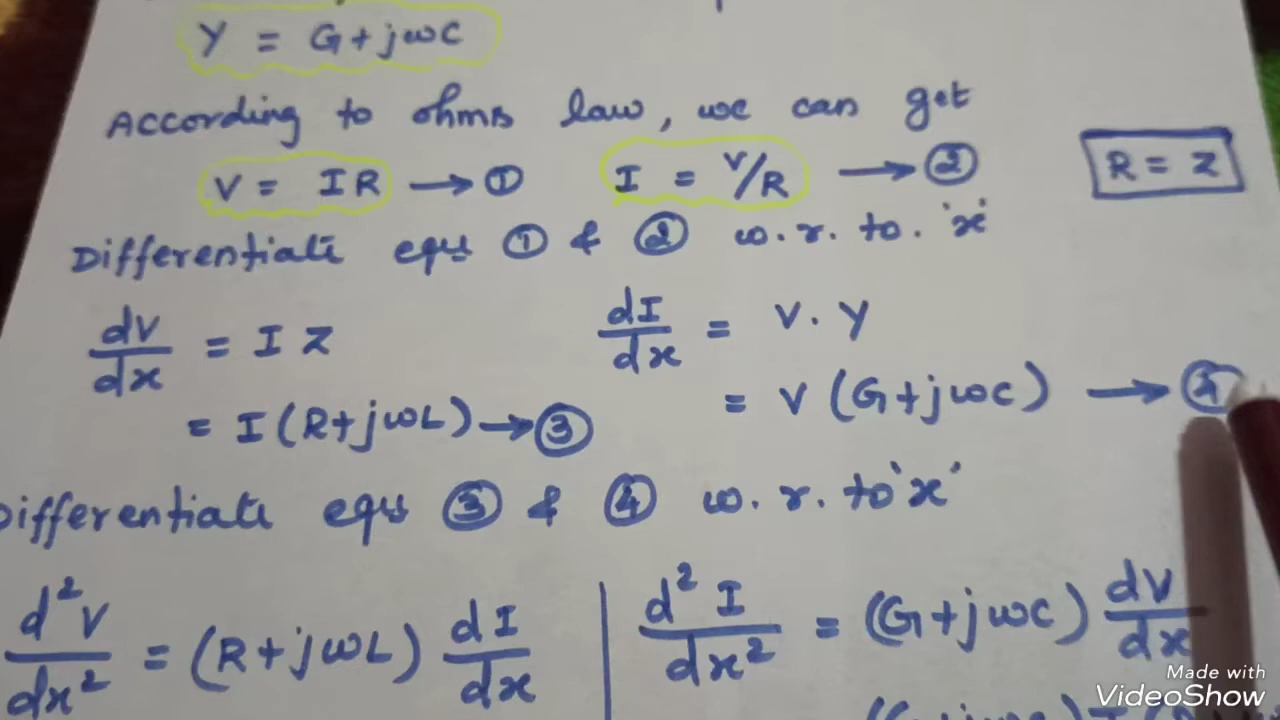 Y = G + jωC
According to ohms law, we can get
V = IR → ① I = V/R → ② R = Z
Differentiate equs ① & ② w.r.to. 'x'
dV/dx = I Z dI/dx = V . Y
= I (R + jωL) → ③ = V (G + jωC) → ④
Differentiate equs ③ & ④ w.r.to 'x'
d²V/dx² = (R + jωL) dI/dx | d²I/dx² = (G + jωC) dV/dx
Made with
VideoShow